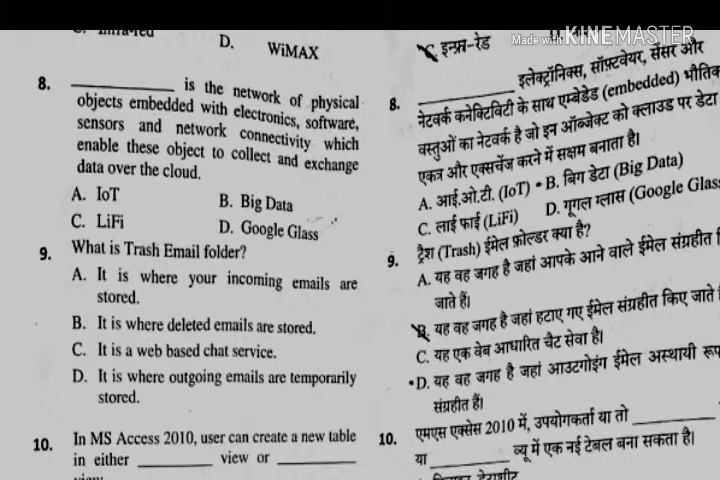 C. Infra-red
D. WiMAX
8. __________ is the network of physical
objects embedded with electronics, software,
sensors and network connectivity which
enable these object to collect and exchange
data over the cloud.
A. IoT B. Big Data
C. LiFi D. Google Glass
9. What is Trash Email folder?
A. It is where your incoming emails are
stored.
B. It is where deleted emails are stored.
C. It is a web based chat service.
D. It is where outgoing emails are temporarily
stored.
10. In MS Access 2010, user can create a new table
in either __________ view or __________
C. इन्फ्रा-रेड
Made with KINEMASTER
8. __________ इलेक्ट्रॉनिक्स, सॉफ़्टवेयर, सेंसर और
नेटवर्क कनेक्टिविटी के साथ एम्बेडेड (embedded) भौतिक
वस्तुओं का नेटवर्क है जो इन ऑब्जेक्ट को क्लाउड पर डेटा
एकत्र और एक्सचेंज करने में सक्षम बनाता है।
A. आई.ओ.टी. (IoT) • B. बिग डेटा (Big Data)
C. लाई फाई (LiFi) D. गूगल ग्लास (Google Glass
9. ट्रैश (Trash) ईमेल फ़ोल्डर क्या है?
A. यह वह जगह है जहां आपके आने वाले ईमेल संग्रहीत
जाते हैं।
B. यह वह जगह है जहां हटाए गए ईमेल संग्रहीत किए जाते
C. यह एक वेब आधारित चैट सेवा है।
•D. यह वह जगह है जहां आउटगोइंग ईमेल अस्थायी रूप
संग्रहीत हैं।
10. एमएस एक्सेस 2010 में, उपयोगकर्ता या तो __________
या __________ व्यू में एक नई टेबल बना सकता है।